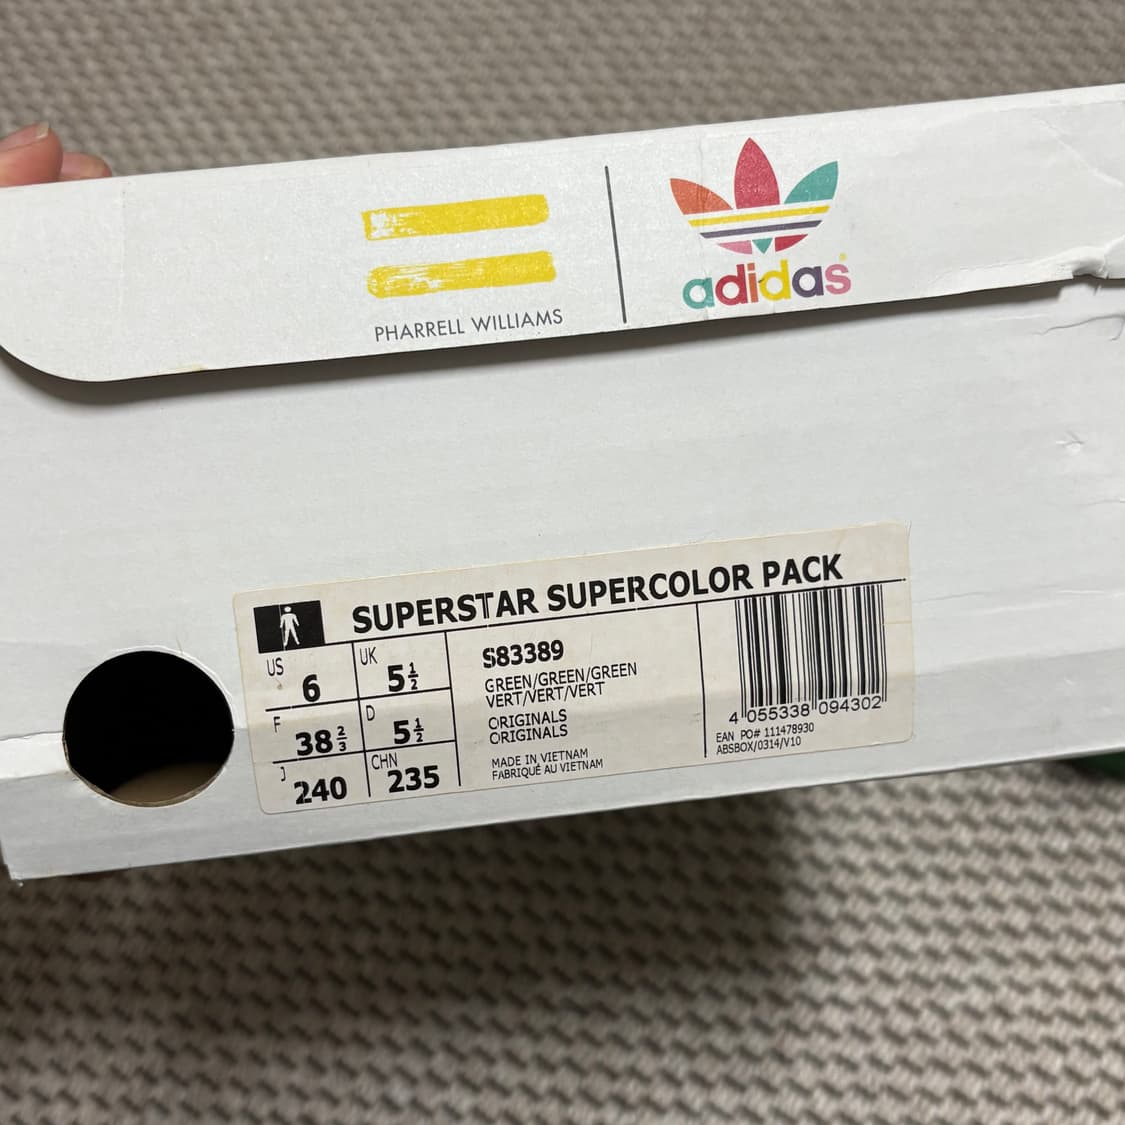 PHARRELL WILLIAMS
adidas
SUPERSTAR SUPERCOLOR PACK
US 6
UK 5½
F 38⅔
D 5½
J 240
CHN 235
S83389
GREEN/GREEN/GREEN
VERT/VERT/VERT
ORIGINALS
ORIGINALS
MADE IN VIETNAM
FABRIQUÉ AU VIETNAM
4 055338 094302
EAN PO# 111478930
ABSBOX/0314/V10